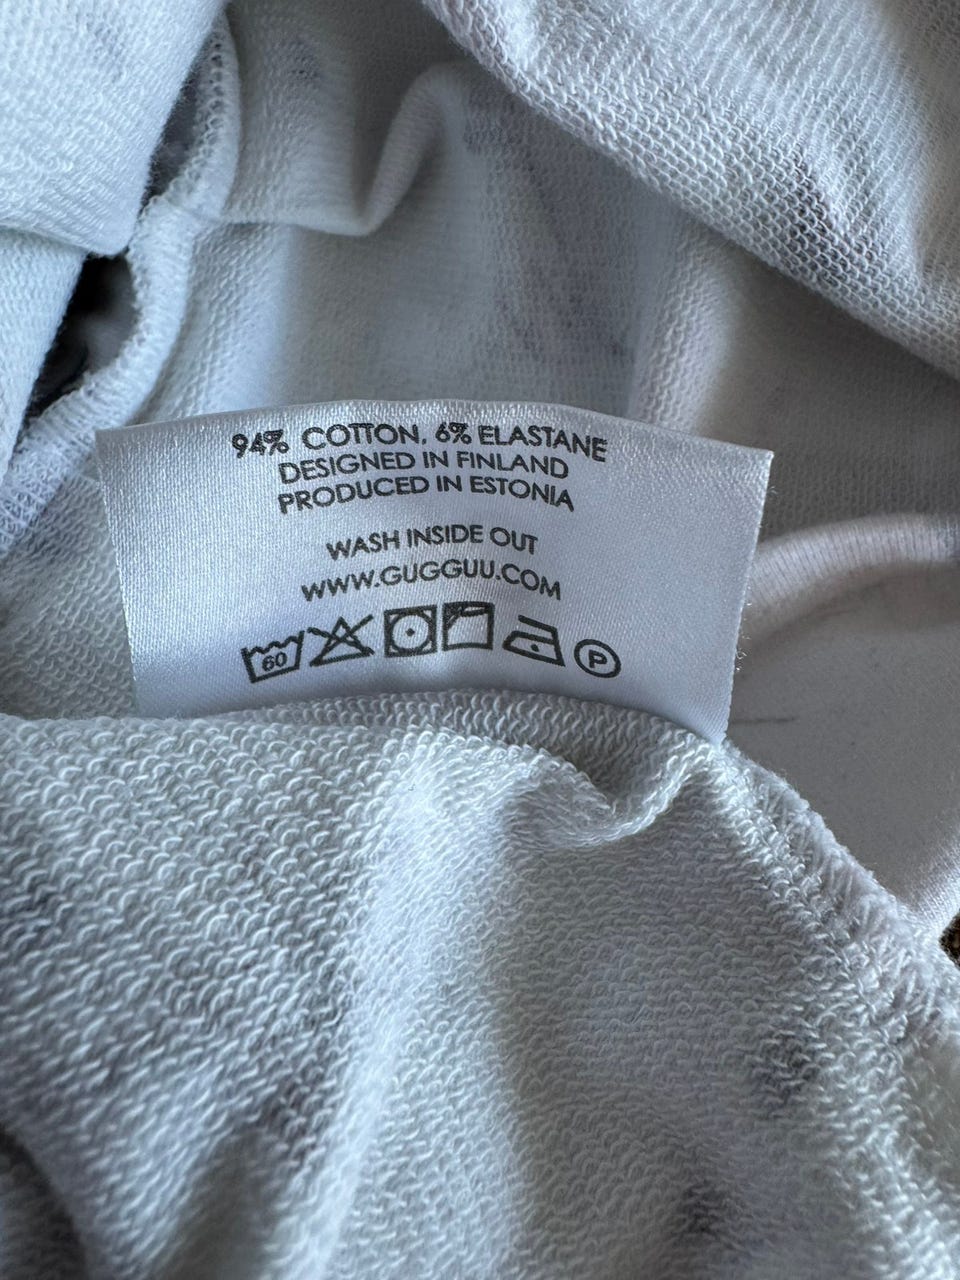 94% COTTON, 6% ELASTANE
DESIGNED IN FINLAND
PRODUCED IN ESTONIA
WASH INSIDE OUT
WWW.GUGGUU.COM
60 P